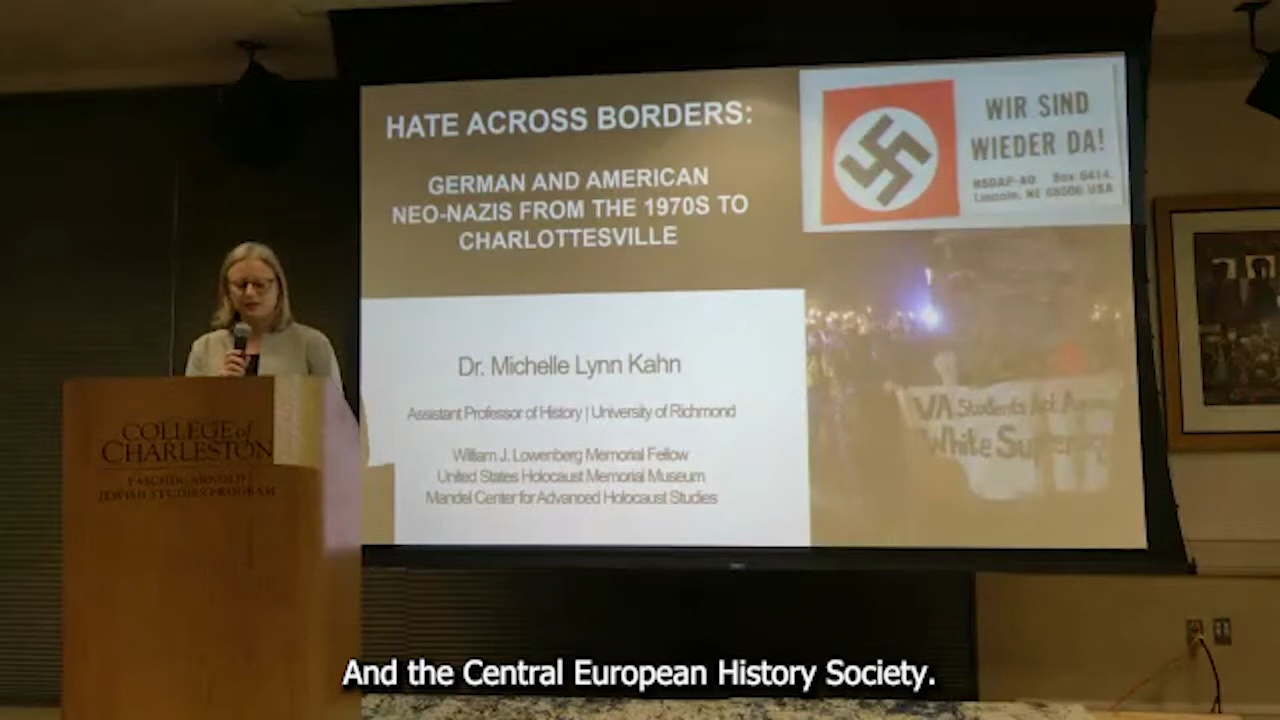 HATE ACROSS BORDERS:
GERMAN AND AMERICAN
NEO-NAZIS FROM THE 1970S TO
CHARLOTTESVILLE
WIR SIND
WIEDER DA!
NSDAP-AO Box 6414.
Lincoln, NE 68506 USA
Dr. Michelle Lynn Kahn
Assistant Professor of History | University of Richmond
William J. Lowenberg Memorial Fellow
United States Holocaust Memorial Museum
Mandel Center for Advanced Holocaust Studies
VA Students Act
White
COLLEGE of
CHARLESTON
JEWISH STUDIES PROGRAM
And the Central European History Society.